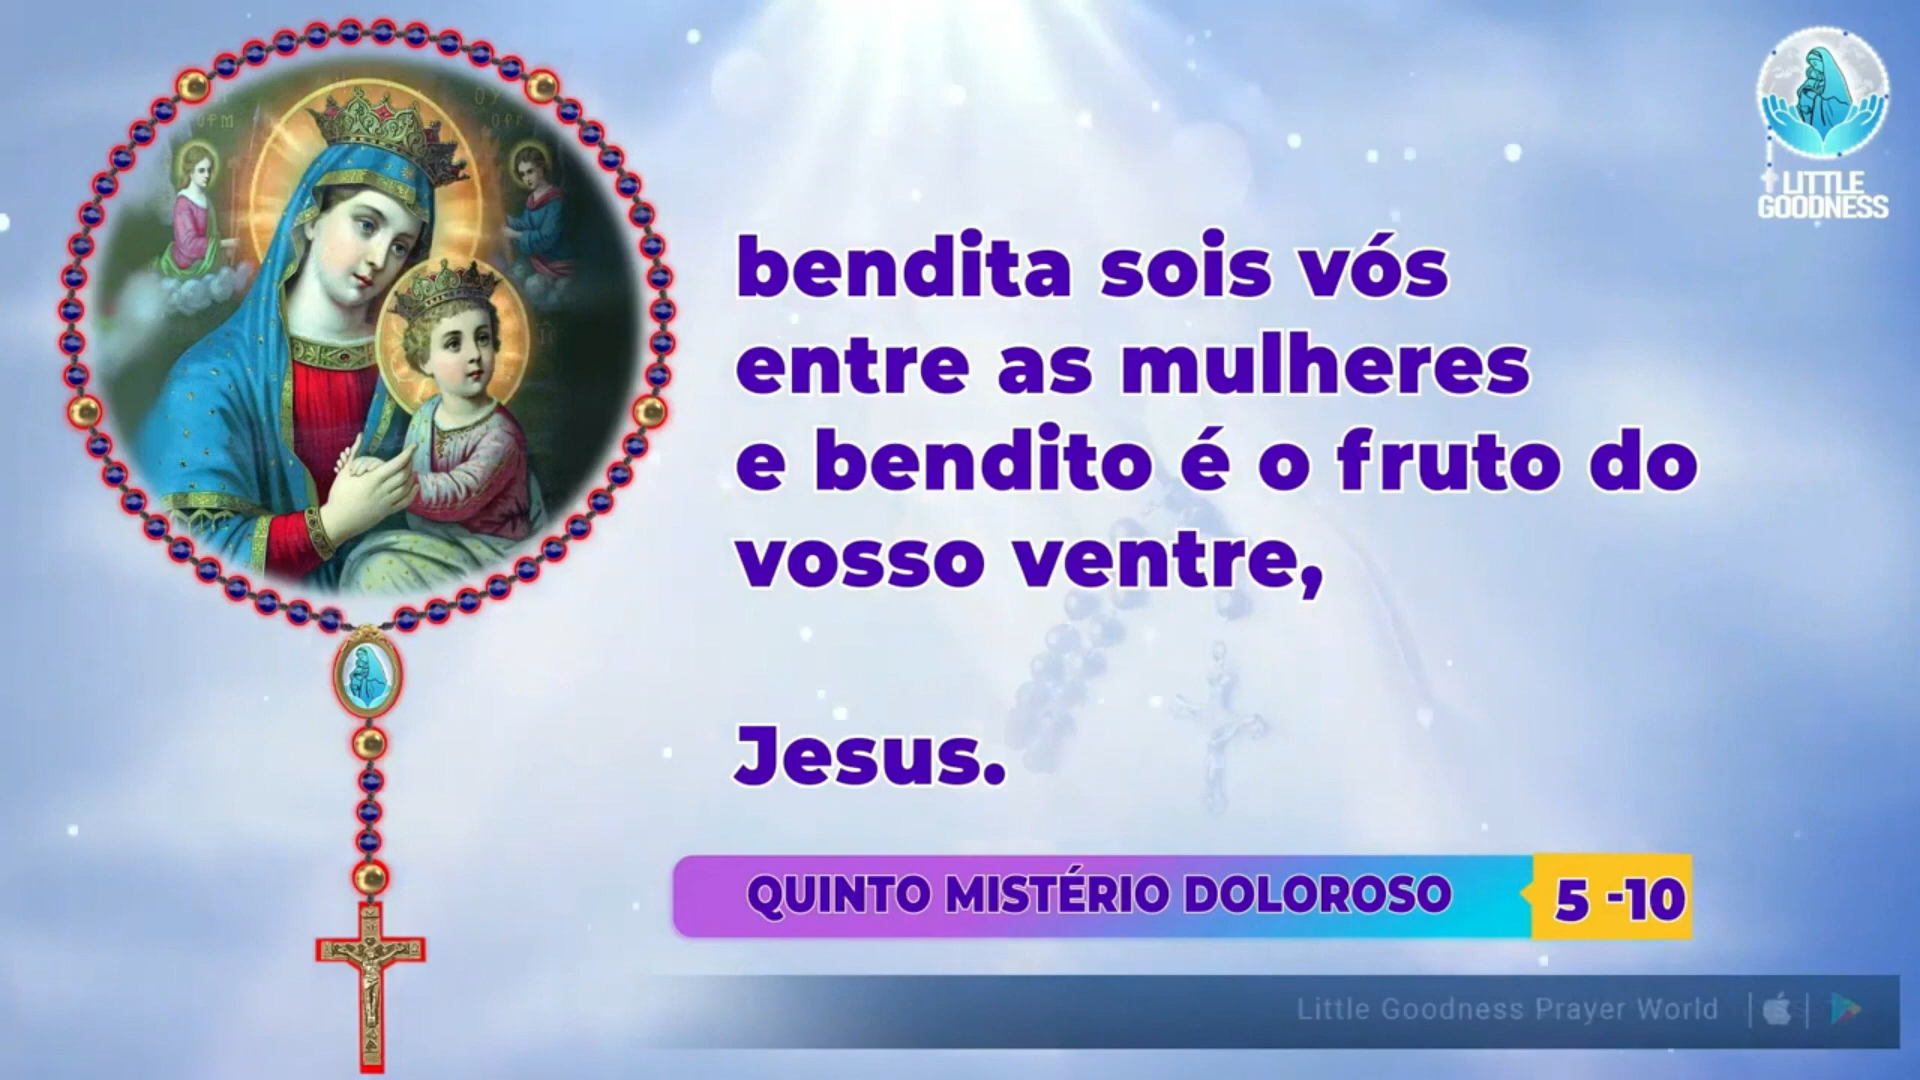 LITTLE
GOODNESS
bendita sois vós
entre as mulheres
e bendito é o fruto do
vosso ventre,
Jesus.
QUINTO MISTÉRIO DOLOROSO
5 -10
Little Goodness Prayer World